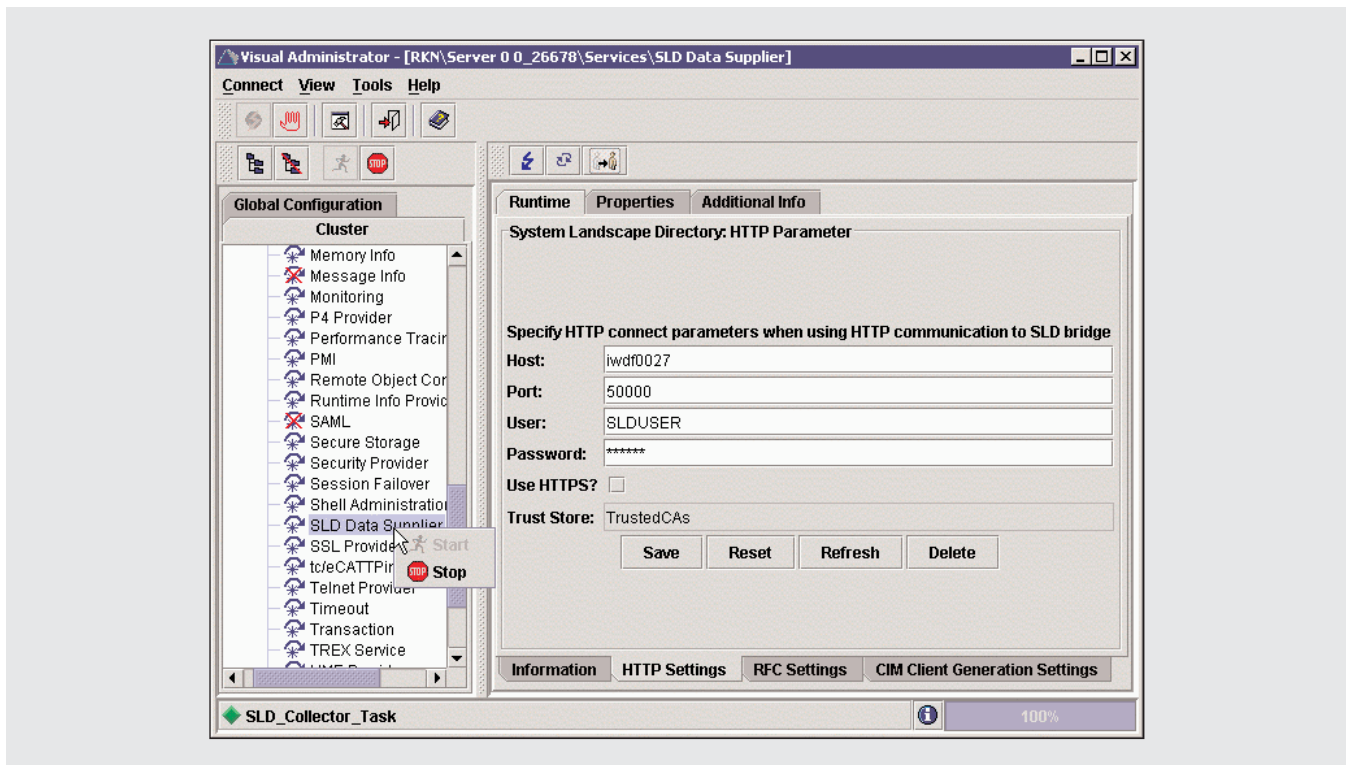 Visual Administrator - [RKN\Server 0 0_26678\Services\SLD Data Supplier]
Connect View Tools Help
STOP
Global Configuration
Cluster
Memory Info
Message Info
Monitoring
P4 Provider
Performance Tracir
PMI
Remote Object Cor
Runtime Info Provic
SAML
Secure Storage
Security Provider
Session Failover
Shell Administration
SLD Data Supplier
SSL Provide
tc/eCATTPin
Telnet Provider
Timeout
Transaction
TREX Service
Start
STOP Stop
Runtime Properties Additional Info
System Landscape Directory: HTTP Parameter
Specify HTTP connect parameters when using HTTP communication to SLD bridge
Host: iwdf0027
Port: 50000
User: SLDUSER
Password: ******
Use HTTPS?
Trust Store: TrustedCAs
Save Reset Refresh Delete
Information HTTP Settings RFC Settings CIM Client Generation Settings
SLD_Collector_Task
100%